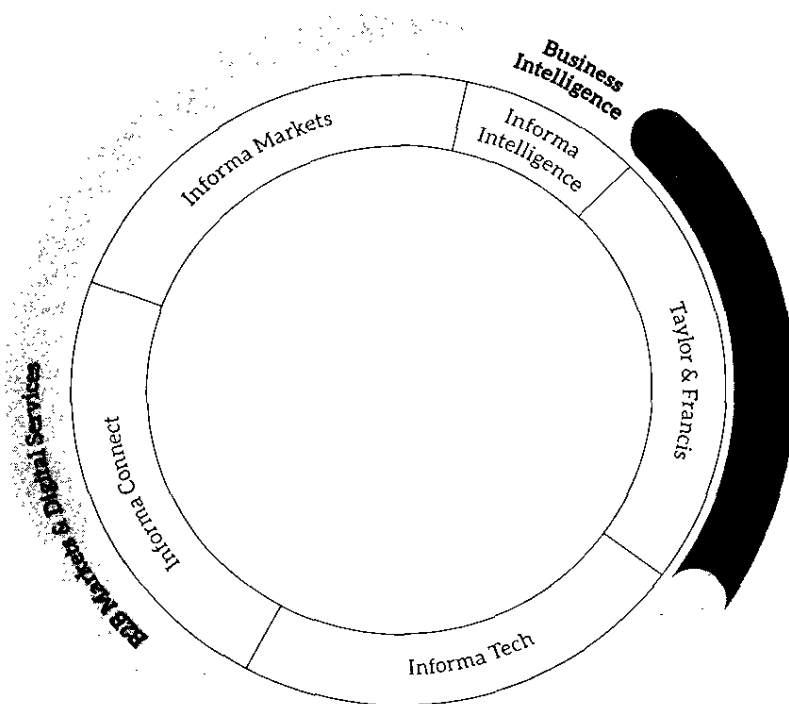 Business
Intelligence
Informa
Intelligence
Informa Markets
Taylor & Francis
Informa Connect
B2B Markets & Digital Services
Informa Tech